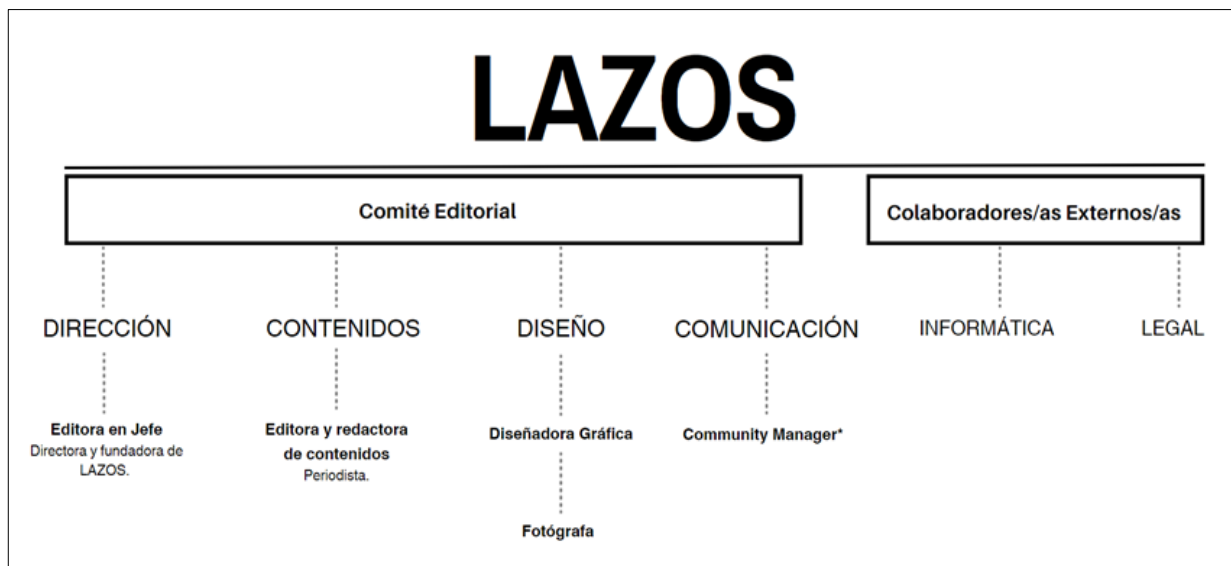 LAZOS
Comité Editorial
Colaboradores/as Externos/as
DIRECCIÓN
CONTENIDOS
DISEÑO
COMUNICACIÓN
INFORMÁTICA
LEGAL
Editora en Jefe
Directora y fundadora de
LAZOS.
Editora y redactora
de contenidos
Periodista.
Diseñadora Gráfica
Fotógrafa
Community Manager*